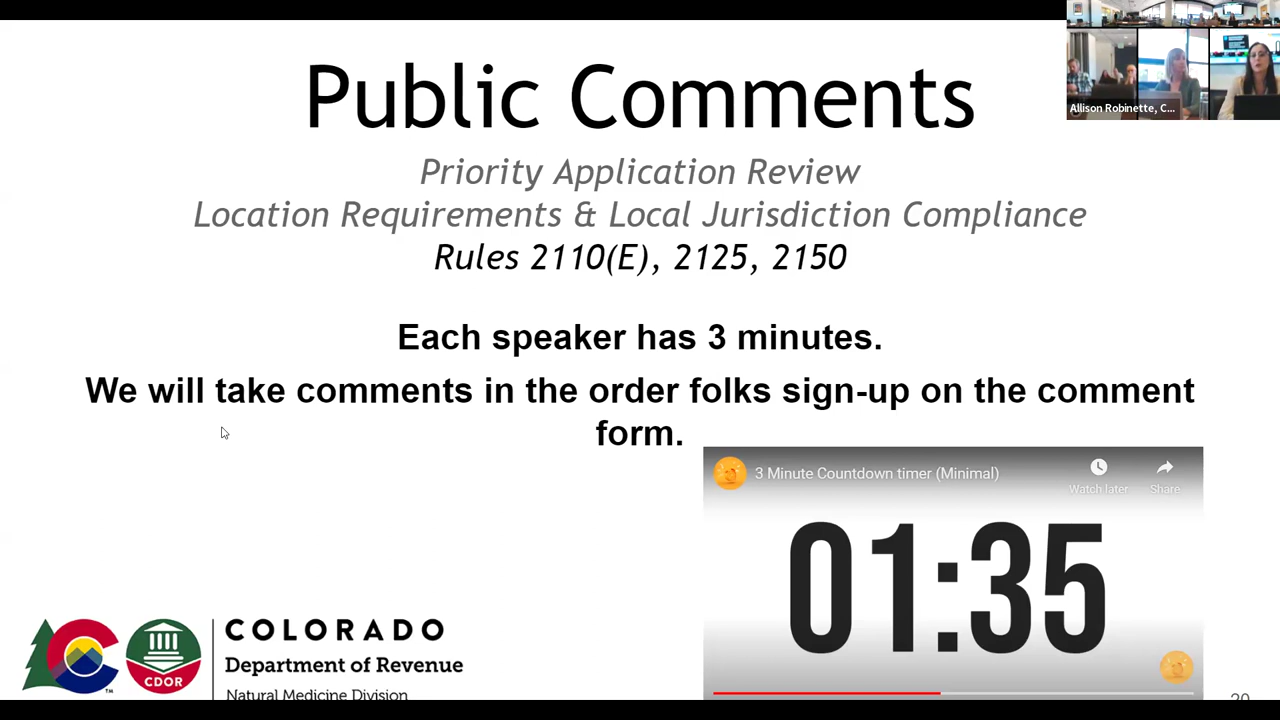 Public Comments
Allison Robinette, C...
Priority Application Review
Location Requirements & Local Jurisdiction Compliance
Rules 2110(E), 2125, 2150
Each speaker has 3 minutes.
We will take comments in the order folks sign-up on the comment
form.
3 Minute Countdown timer (Minimal)
Watch later
Share
01:35
COLORADO
Department of Revenue
CDOR
TM
Natural Medicine Division
20